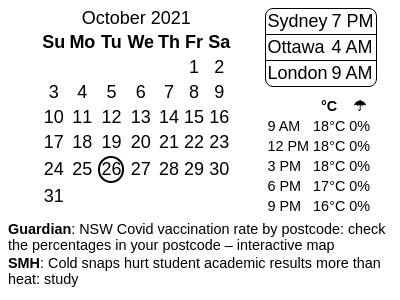 October 2021
Su Mo Tu We Th Fr Sa
1 2
3 4 5 6 7 8 9
10 11 12 13 14 15 16
17 18 19 20 21 22 23
24 25 26 27 28 29 30
31
Sydney 7 PM
Ottawa 4 AM
London 9 AM
°C ☂
9 AM 18°C 0%
12 PM 18°C 0%
3 PM 18°C 0%
6 PM 17°C 0%
9 PM 16°C 0%
Guardian: NSW Covid vaccination rate by postcode: check
the percentages in your postcode – interactive map
SMH: Cold snaps hurt student academic results more than
heat: study